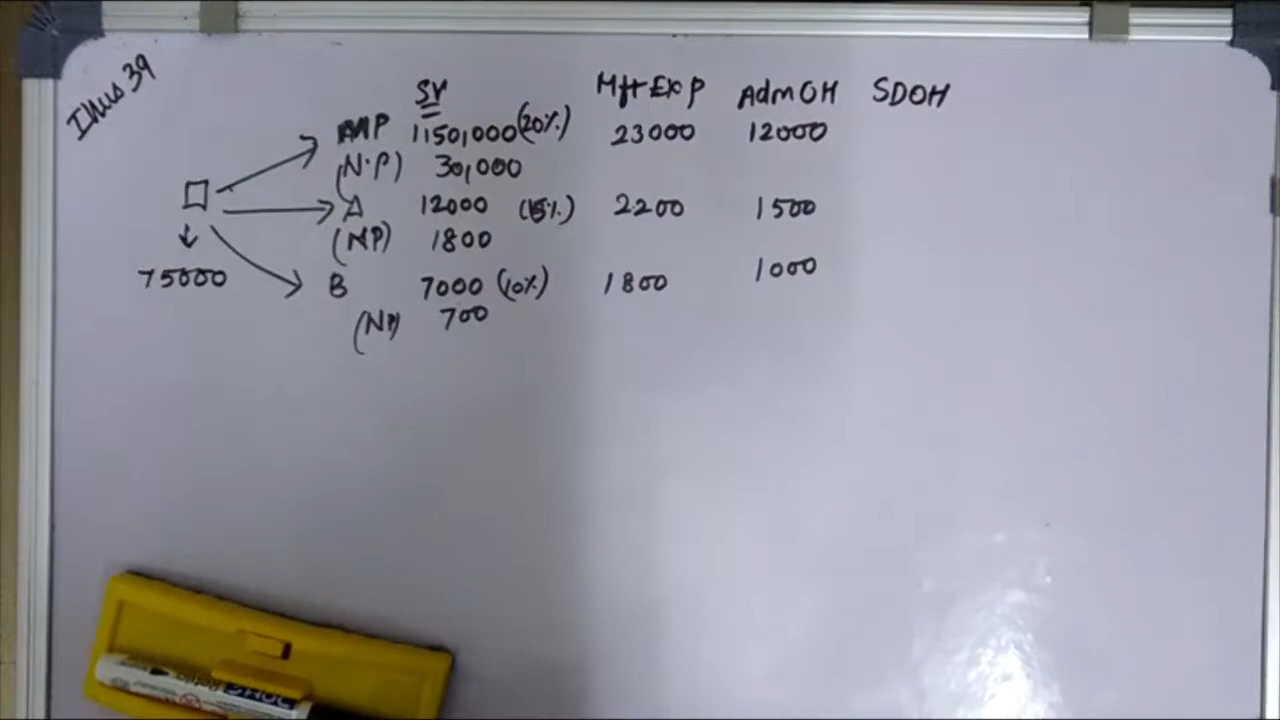 Illus 39
SV Mft Exp Adm OH SDOH
MP 1150,000 (20%) 23000 12000
(N.P) 30,000
A 12000 (15%) 2200 1500
(NP) 1800
75000 B 7000 (10%) 1800 1000
(NP) 700